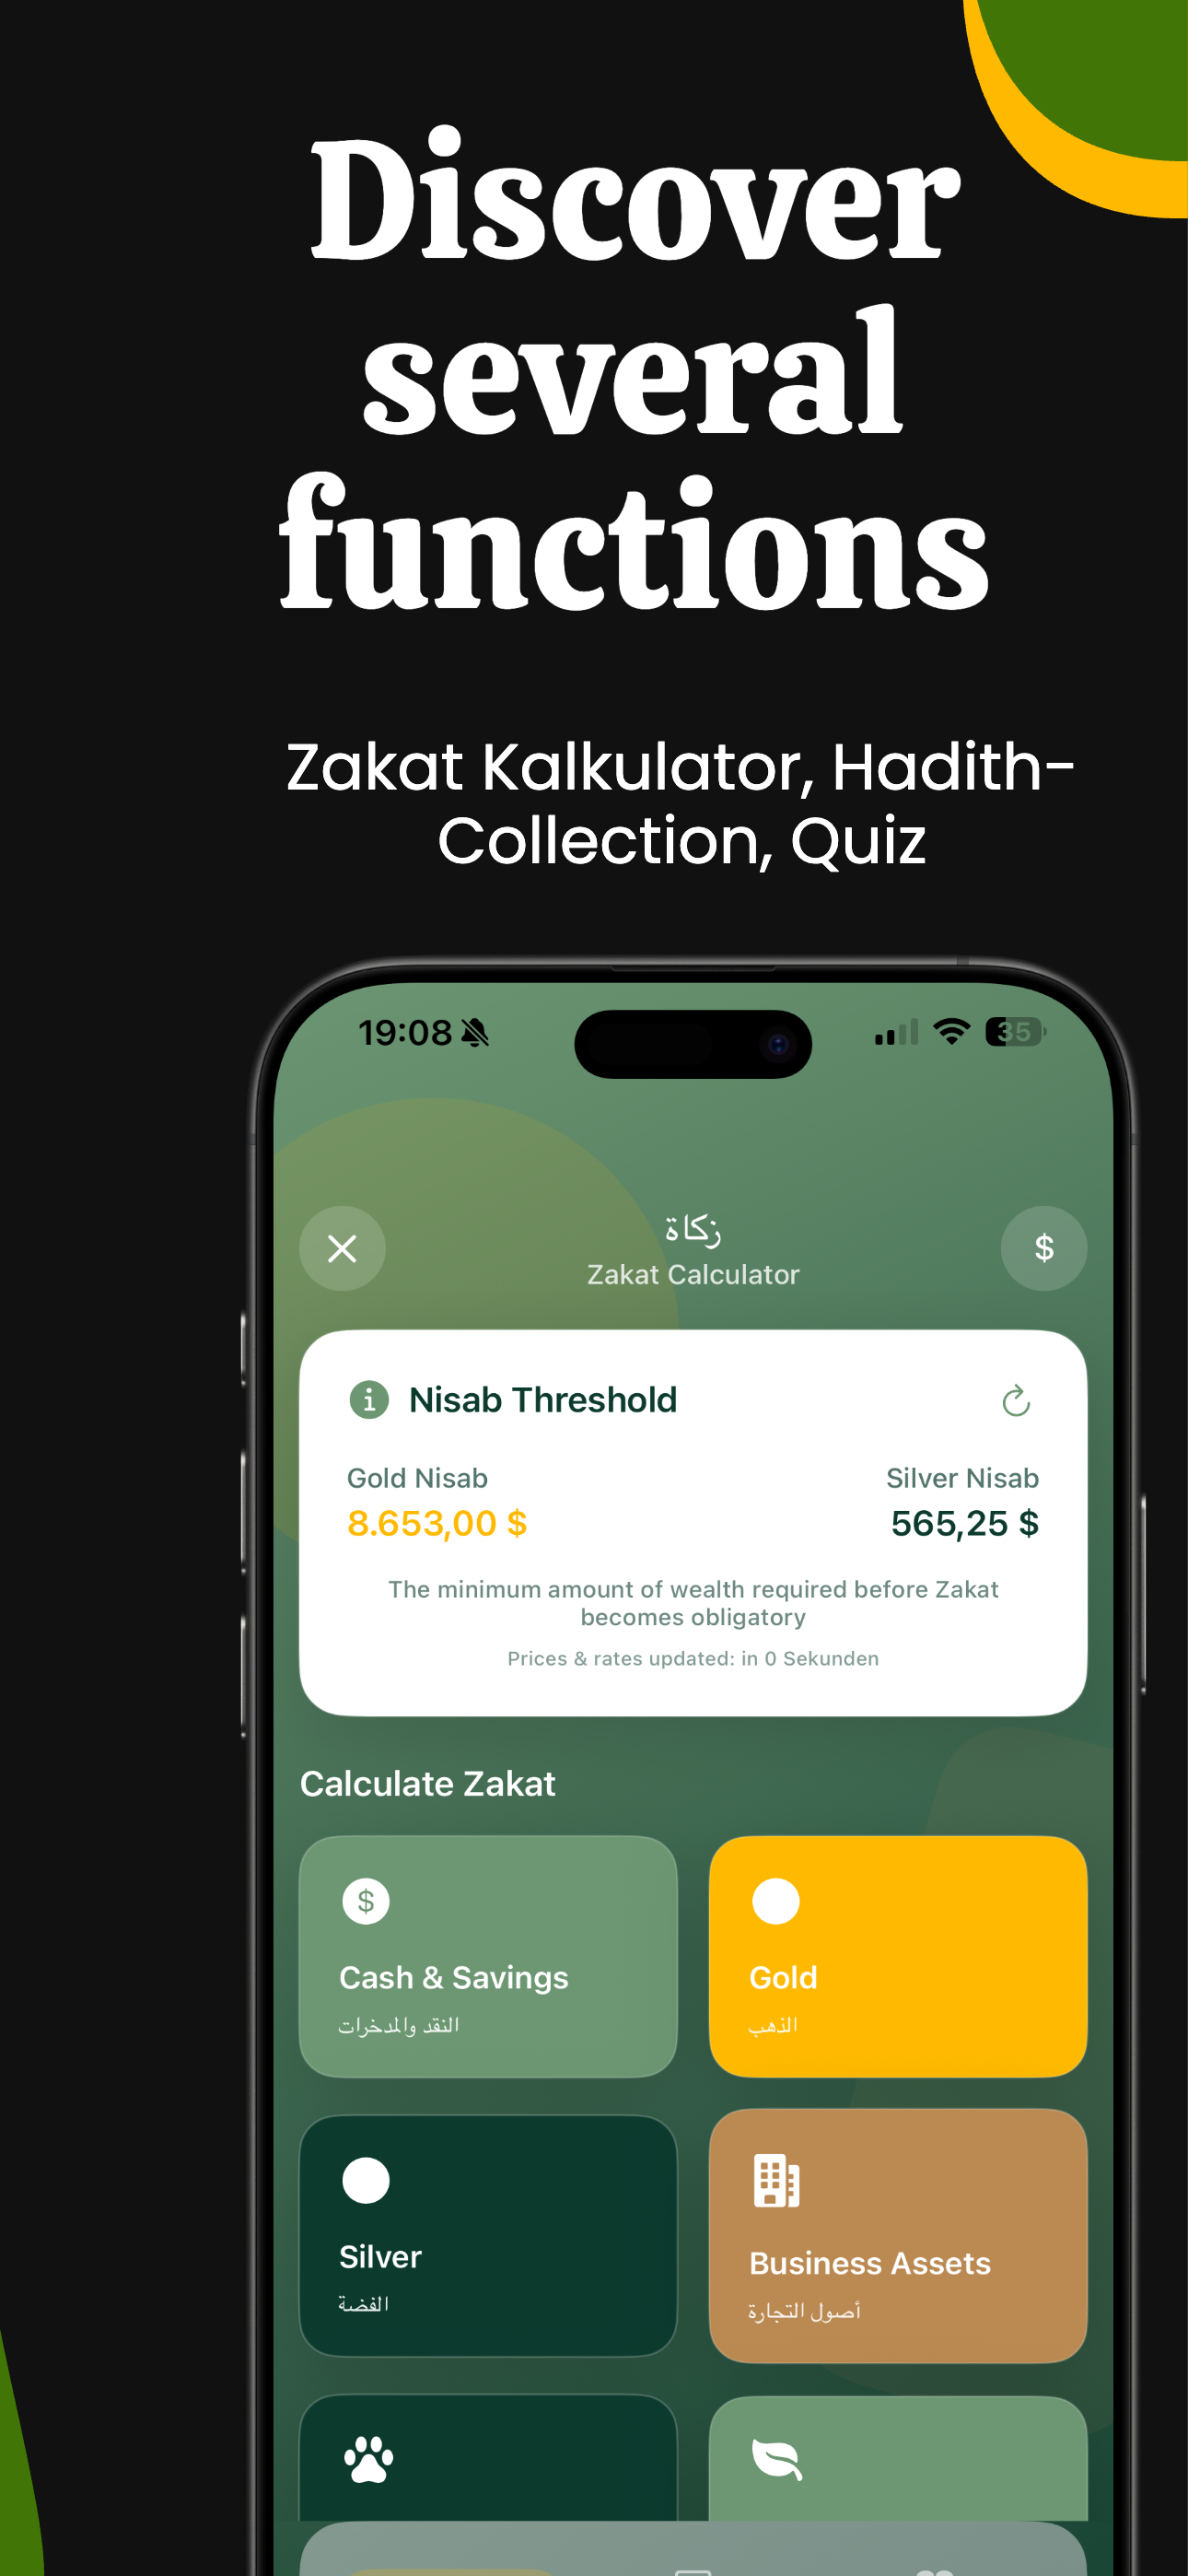 Discover
several
functions
Zakat Kalkulator, Hadith-
Collection, Quiz
19:08
35
زكاة
Zakat Calculator
$
Nisab Threshold
Gold Nisab
Silver Nisab
8.653,00 $
565,25 $
The minimum amount of wealth required before Zakat
becomes obligatory
Prices & rates updated: in 0 Sekunden
Calculate Zakat
$
Cash & Savings
النقد والمدخرات
Gold
الذهب
Silver
الفضة
Business Assets
أصول التجارة